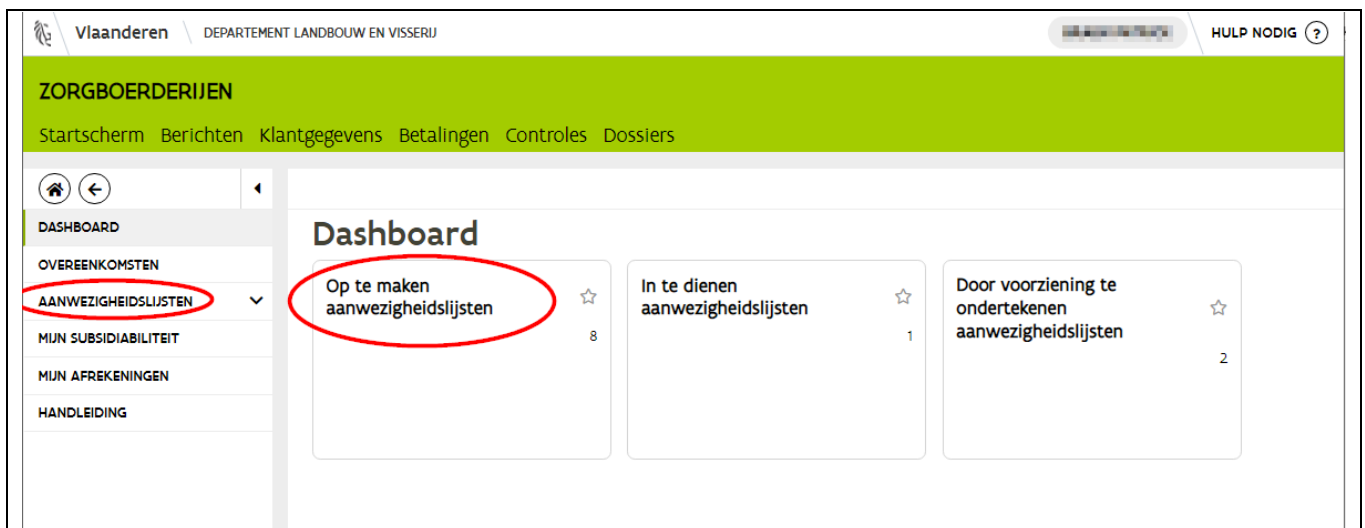 Vlaanderen
DEPARTEMENT LANDBOUW EN VISSERIJ
HULP NODIG ?
ZORGBOERDERIJEN
Startscherm Berichten Klantgegevens Betalingen Controles Dossiers
DASHBOARD
OVEREENKOMSTEN
AANWEZIGHEIDSLIJSTEN
MIJN SUBSIDIABILITEIT
MIJN AFREKENINGEN
HANDLEIDING
Dashboard
Op te maken
aanwezigheidslijsten
8
In te dienen
aanwezigheidslijsten
1
Door voorziening te
ondertekenen
aanwezigheidslijsten
2